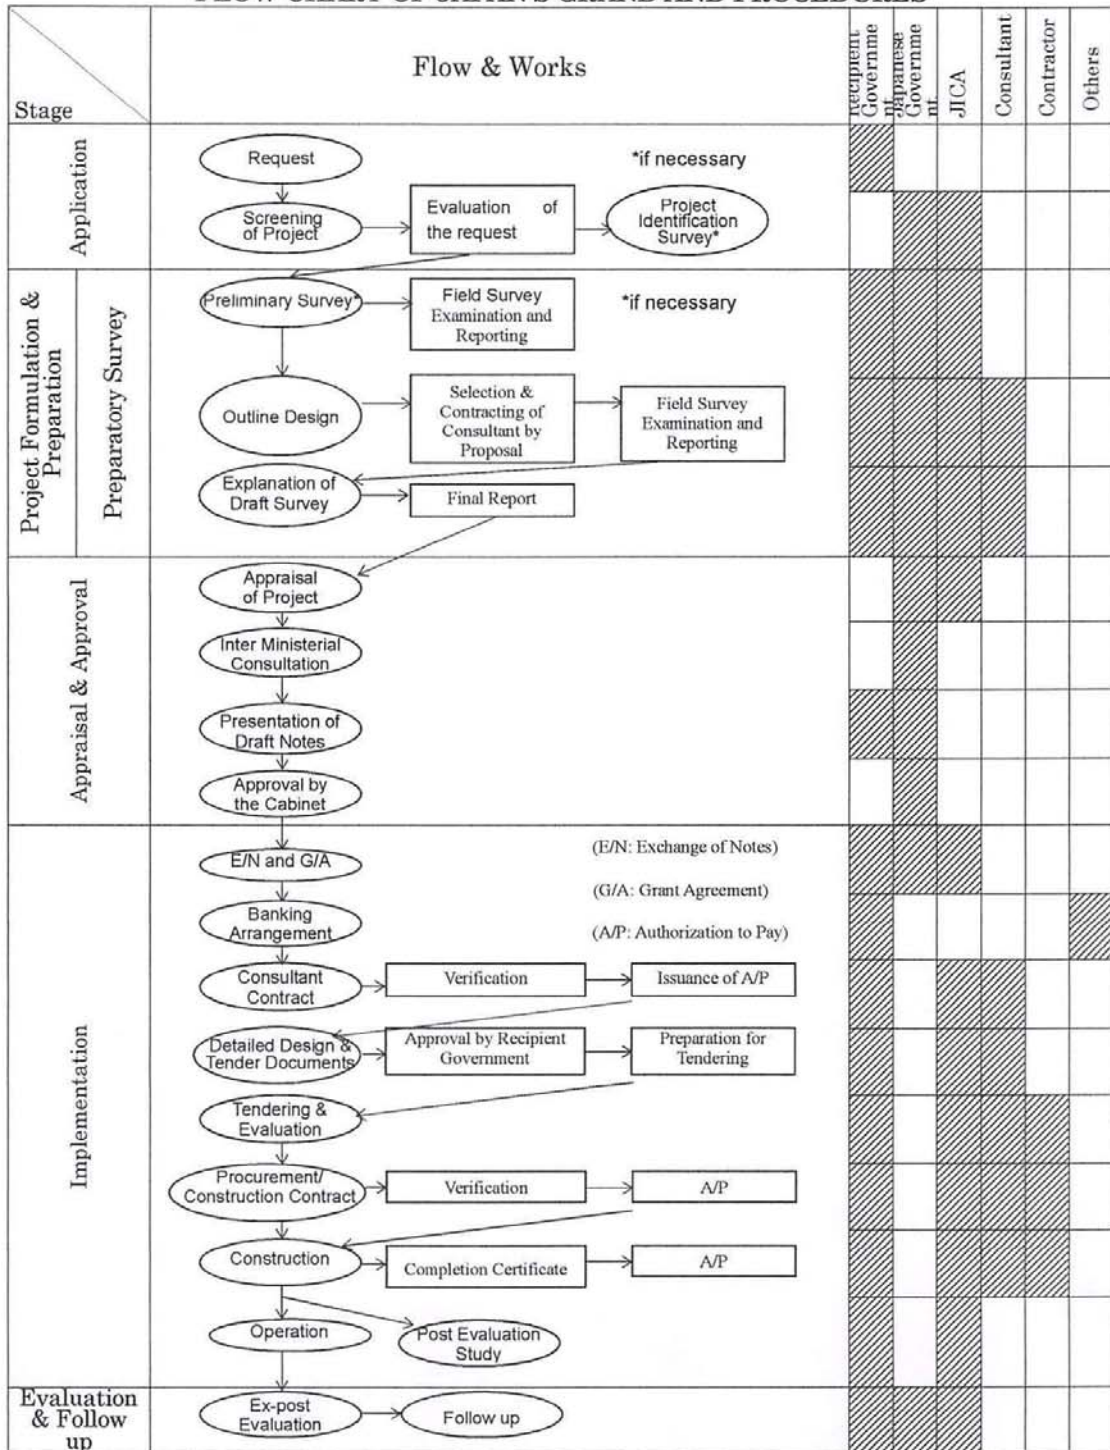 Stage
Flow & Works
Recipient
Governme
nt
Japanese
Governme
nt
JICA
Consultant
Contractor
Others
Application
Request
*if necessary
Screening
of Project
Evaluation of
the request
Project
Identification
Survey*
Project Formulation &
Preparation
Preparatory Survey
Preliminary Survey*
Field Survey
Examination and
Reporting
*if necessary
Outline Design
Selection &
Contracting of
Consultant by
Proposal
Field Survey
Examination and
Reporting
Explanation of
Draft Survey
Final Report
Appraisal & Approval
Appraisal
of Project
Inter Ministerial
Consultation
Presentation of
Draft Notes
Approval by
the Cabinet
Implementation
E/N and G/A
(E/N: Exchange of Notes)
(G/A: Grant Agreement)
(A/P: Authorization to Pay)
Banking
Arrangement
Consultant
Contract
Verification
Issuance of A/P
Detailed Design &
Tender Documents
Approval by Recipient
Government
Preparation for
Tendering
Tendering &
Evaluation
Procurement/
Construction Contract
Verification
A/P
Construction
Completion Certificate
A/P
Operation
Post Evaluation
Study
Evaluation
& Follow
up
Ex-post
Evaluation
Follow up